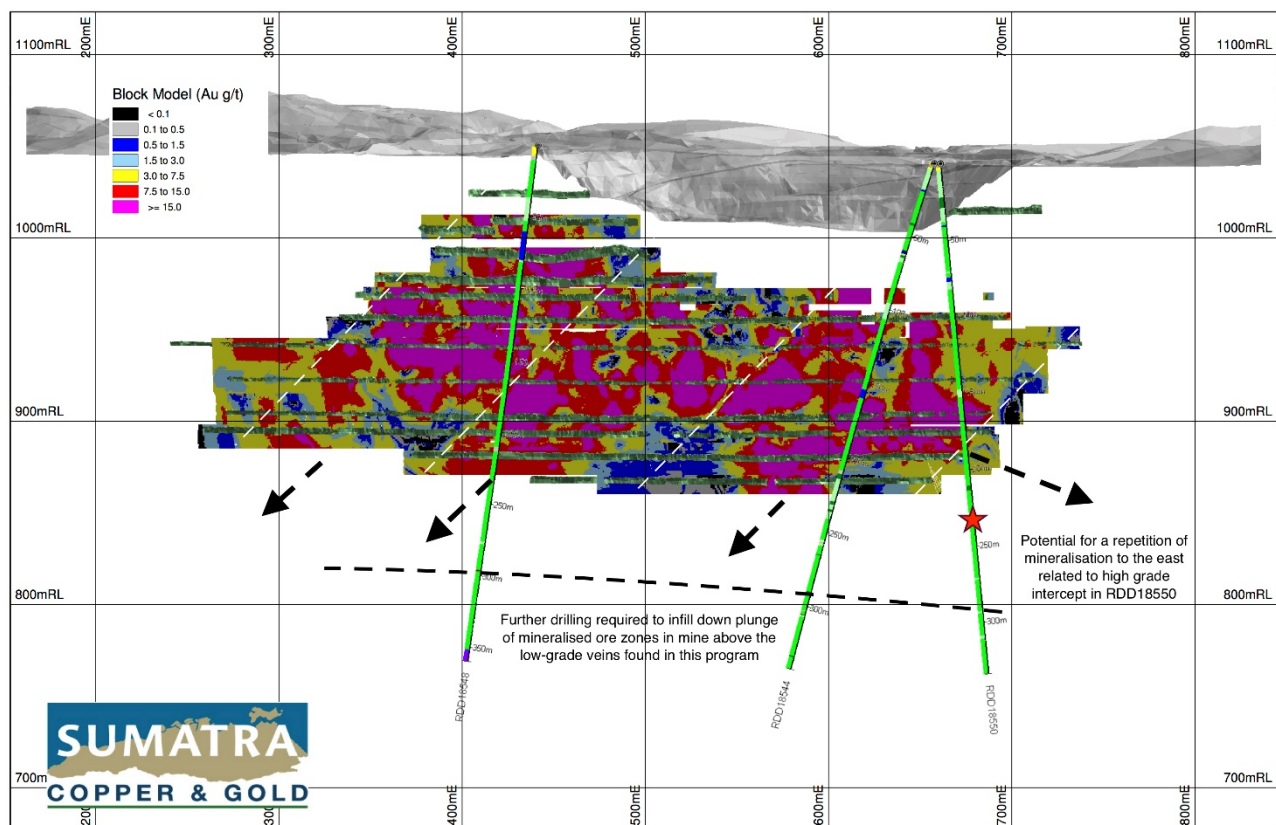 200mE
300mE
400mE
500mE
600mE
700mE
800mE
1100mRL
1100mRL
Block Model (Au g/t)
< 0.1
0.1 to 0.5
0.5 to 1.5
1.5 to 3.0
3.0 to 7.5
7.5 to 15.0
>= 15.0
1000mRL
1000mRL
50m
50m
900mRL
900mRL
250m
250m
250m
Potential for a repetition of
mineralisation to the east
related to high grade
intercept in RDD18550
800mRL
800mRL
300m
300m
300m
Further drilling required to infill down plunge
of mineralised ore zones in mine above the
low-grade veins found in this program
350m
RDD18548
RDD18544
RDD18550
SUMATRA
COPPER & GOLD
700mRL
700mRL
200mE
300mE
400mE
500mE
600mE
700mE
800mE